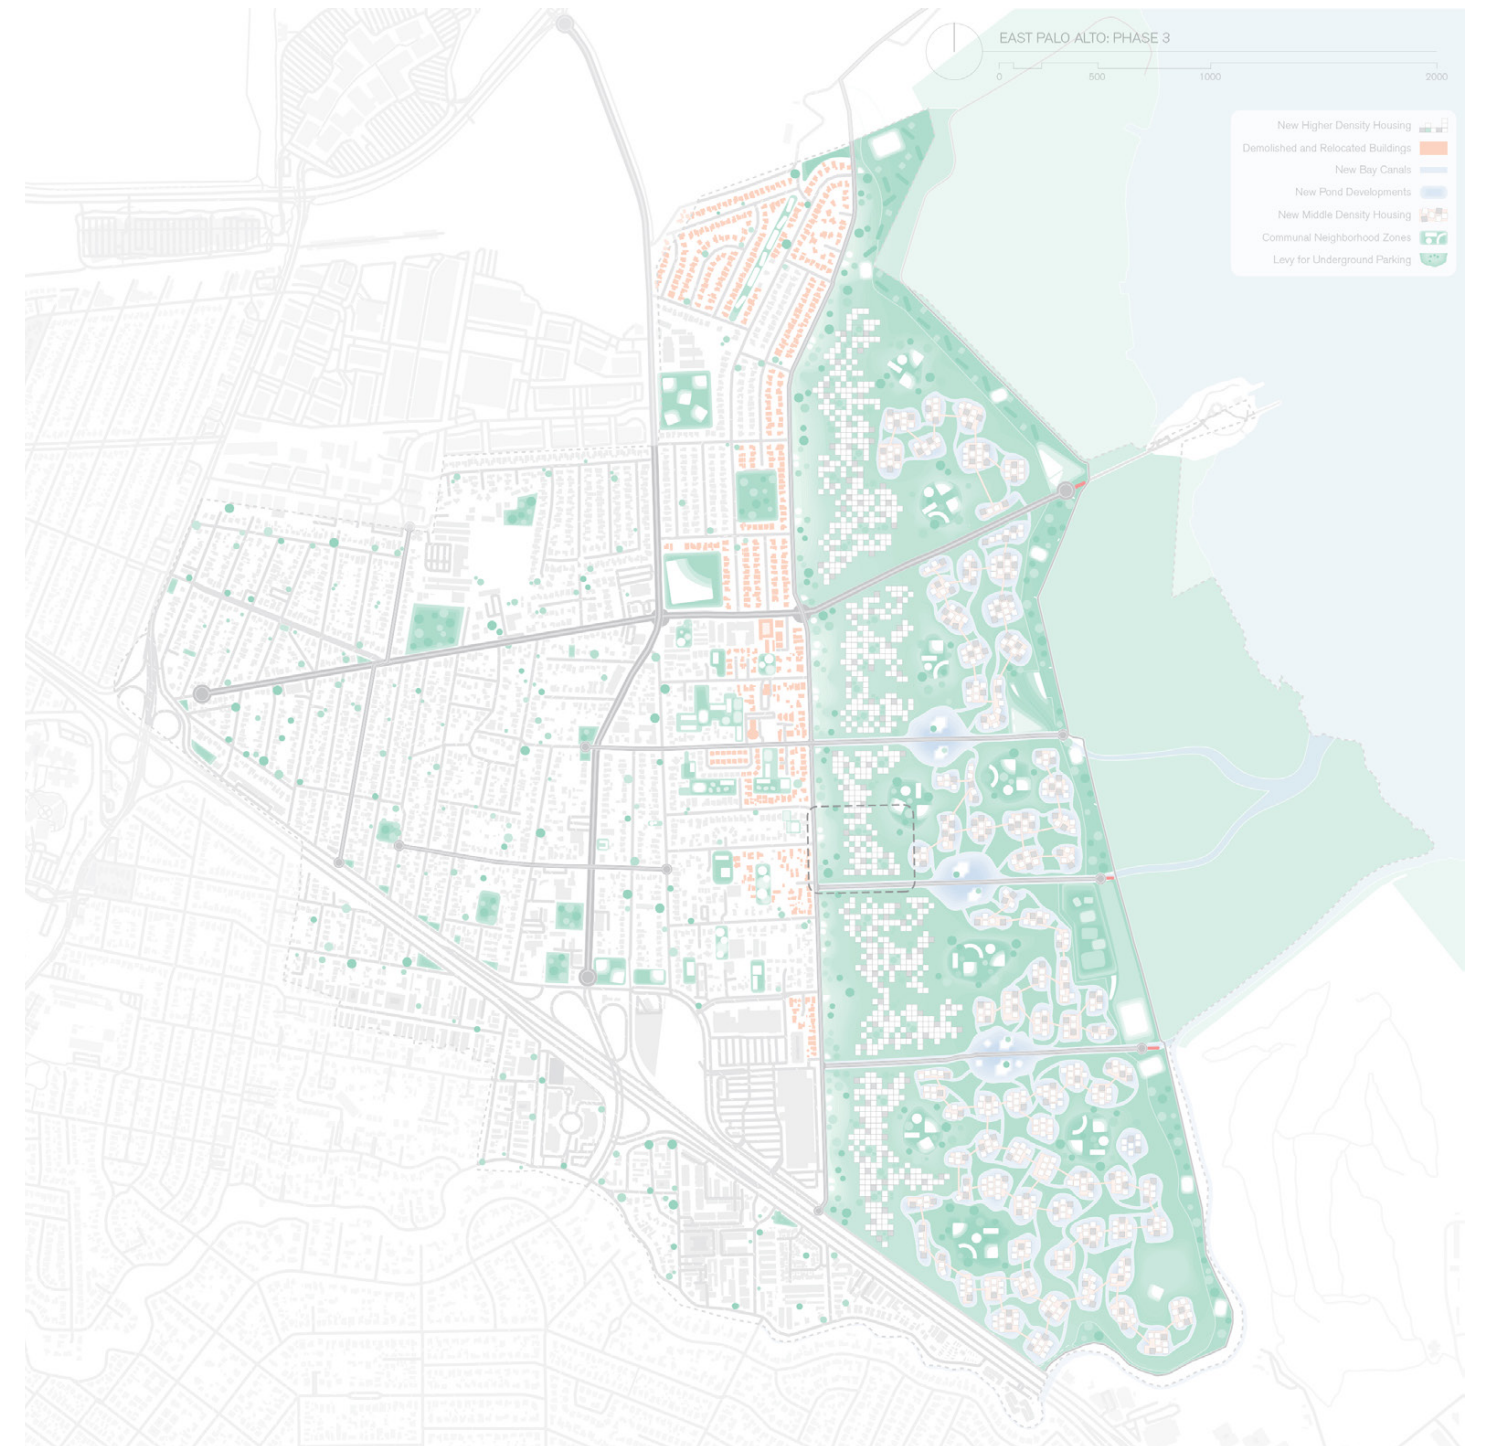 EAST PALO ALTO: PHASE 3
0 500 1000 2000
New Higher Density Housing
Demolished and Relocated Buildings
New Bay Canals
New Pond Developments
New Middle Density Housing
Communal Neighborhood Zones
Levy for Underground Parking